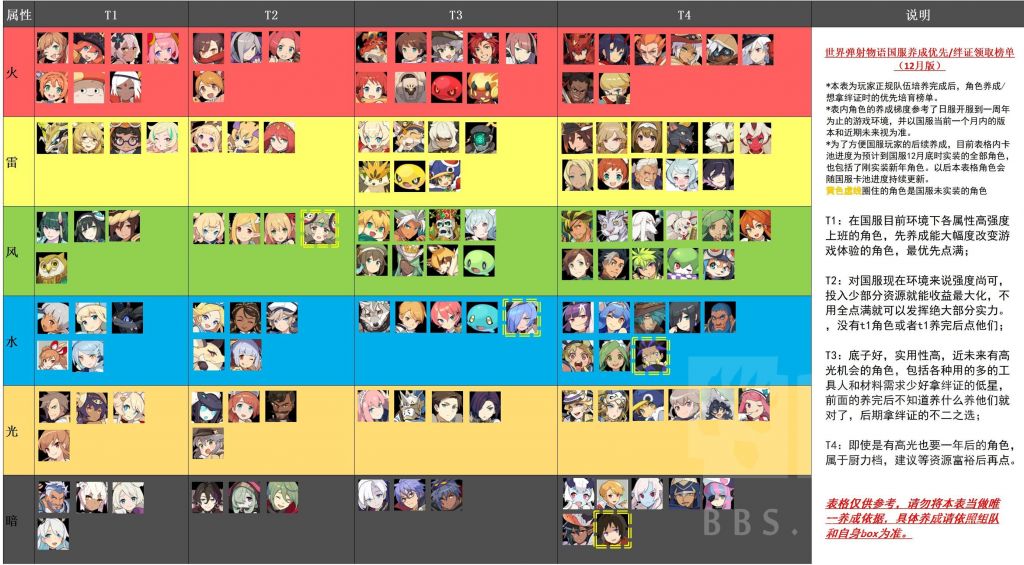 属性
T1
T2
T3
T4
说明
火
雷
风
水
光
暗
世界弹射物语国服养成优先/绊证领取榜单
（12月版）
*本表为玩家正规队伍培养完成后，角色养成/
想拿绊证时的优先培育榜单。
*表内角色的养成梯度参考了日服开服到一周年
为止的游戏环境，并以国服当前一个月内的版
本和近期未来视为准。
*为了方便国服玩家的后续养成，目前表格内卡
池进度为预计到国服12月底时实装的全部角色，
也包括了刚实装新年角色。以后本表格角色会
随国服卡池进度持续更新。
黄色虚线圈住的角色是国服未实装的角色
T1：在国服目前环境下各属性高强度
上班的角色，先养成能大幅度改变游
戏体验的角色，最优先点满；
T2：对国服现在环境来说强度尚可，
投入少部分资源就能收益最大化，不
用全点满就可以发挥绝大部分实力。
，没有t1角色或者t1养完后点他们；
T3：底子好，实用性高，近未来有高
光机会的角色，包括各种用的多的工
具人和材料需求少好拿绊证的低星，
前面的养完后不知道养什么养他们就
对了，后期拿绊证的不二之选；
T4：即使是有高光也要一年后的角色，
属于厨力档，建议等资源富裕后再点。
表格仅供参考，请勿将本表当做唯
一养成依据，具体养成请依照组队
和自身box为准。
BBS.